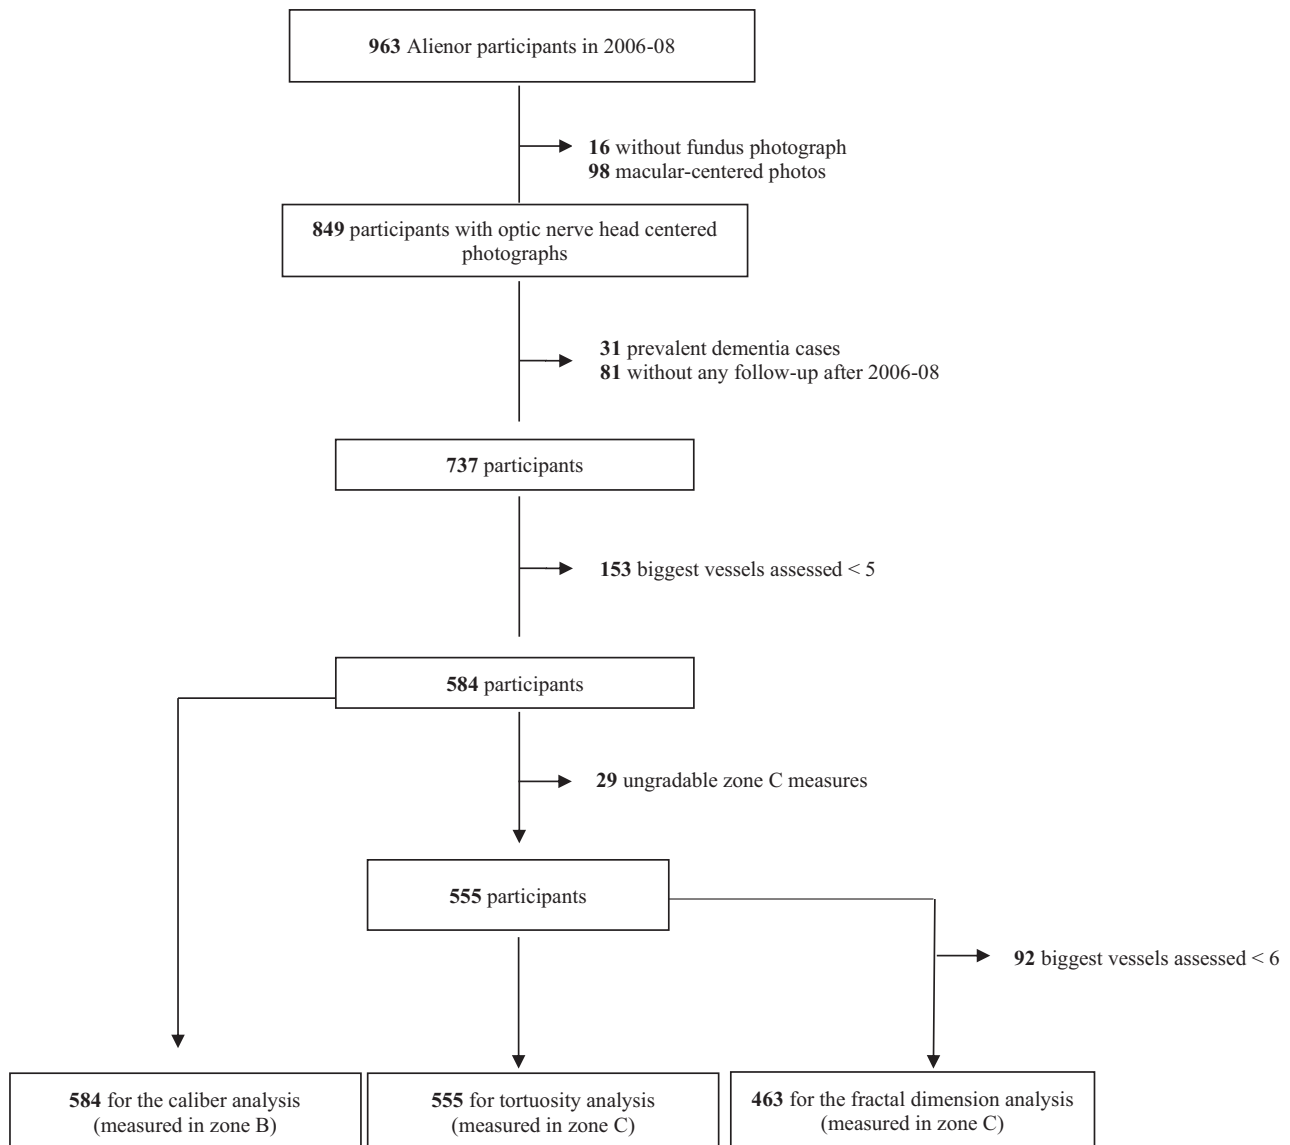 963 Alienor participants in 2006-08
16 without fundus photograph
98 macular-centered photos
849 participants with optic nerve head centered
photographs
31 prevalent dementia cases
81 without any follow-up after 2006-08
737 participants
153 biggest vessels assessed < 5
584 participants
29 ungradable zone C measures
555 participants
92 biggest vessels assessed < 6
584 for the caliber analysis
(measured in zone B)
555 for tortuosity analysis
(measured in zone C)
463 for the fractal dimension analysis
(measured in zone C)